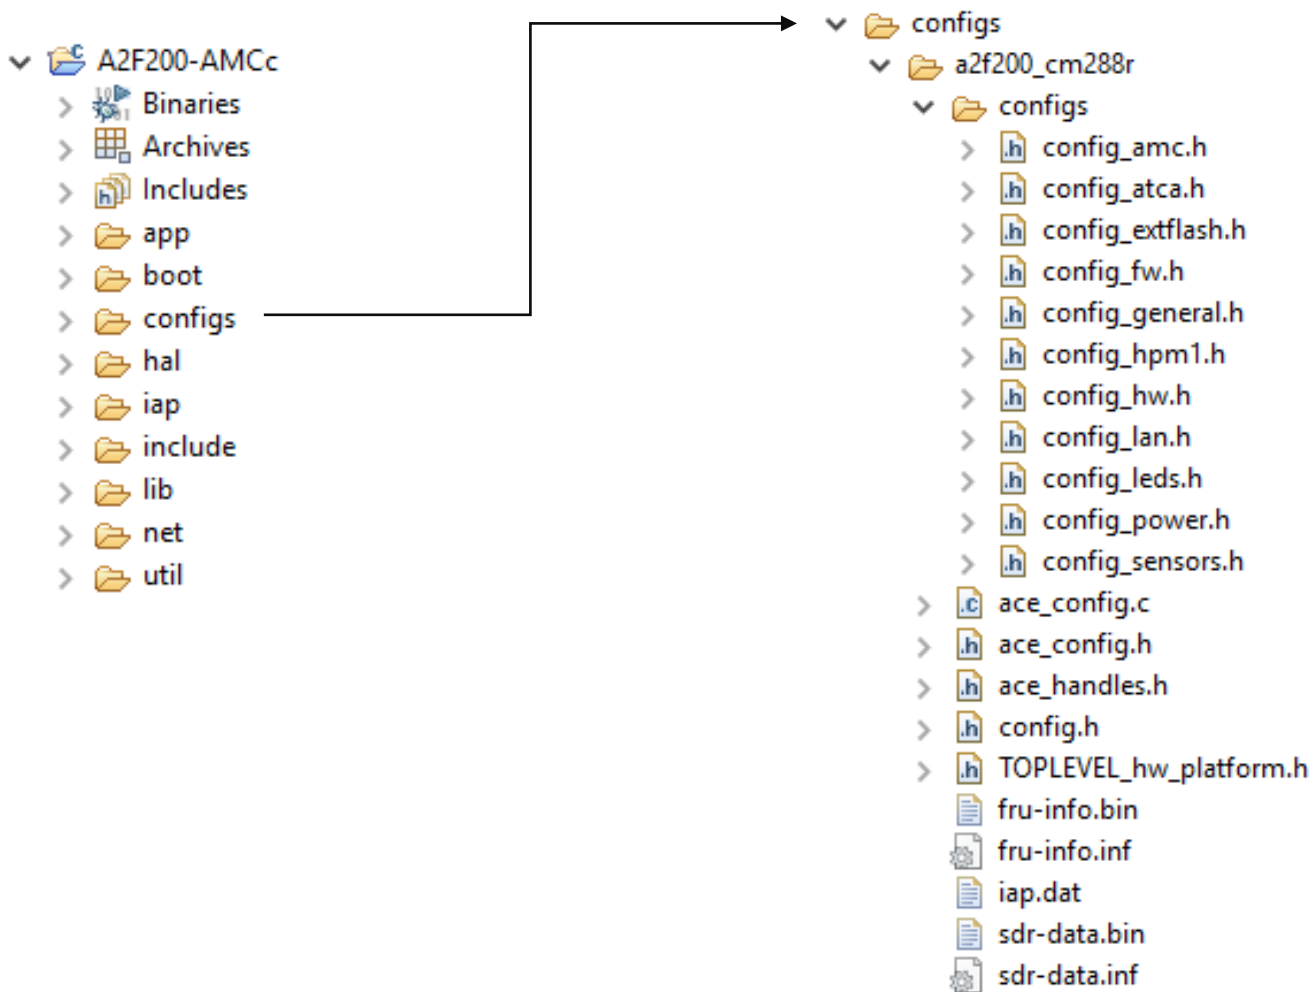 A2F200-AMCc
Binaries
Archives
Includes
app
boot
configs
hal
iap
include
lib
net
util
configs
a2f200_cm288r
configs
config_amc.h
config_atca.h
config_extflash.h
config_fw.h
config_general.h
config_hpm1.h
config_hw.h
config_lan.h
config_leds.h
config_power.h
config_sensors.h
ace_config.c
ace_config.h
ace_handles.h
config.h
TOPLEVEL_hw_platform.h
fru-info.bin
fru-info.inf
iap.dat
sdr-data.bin
sdr-data.inf